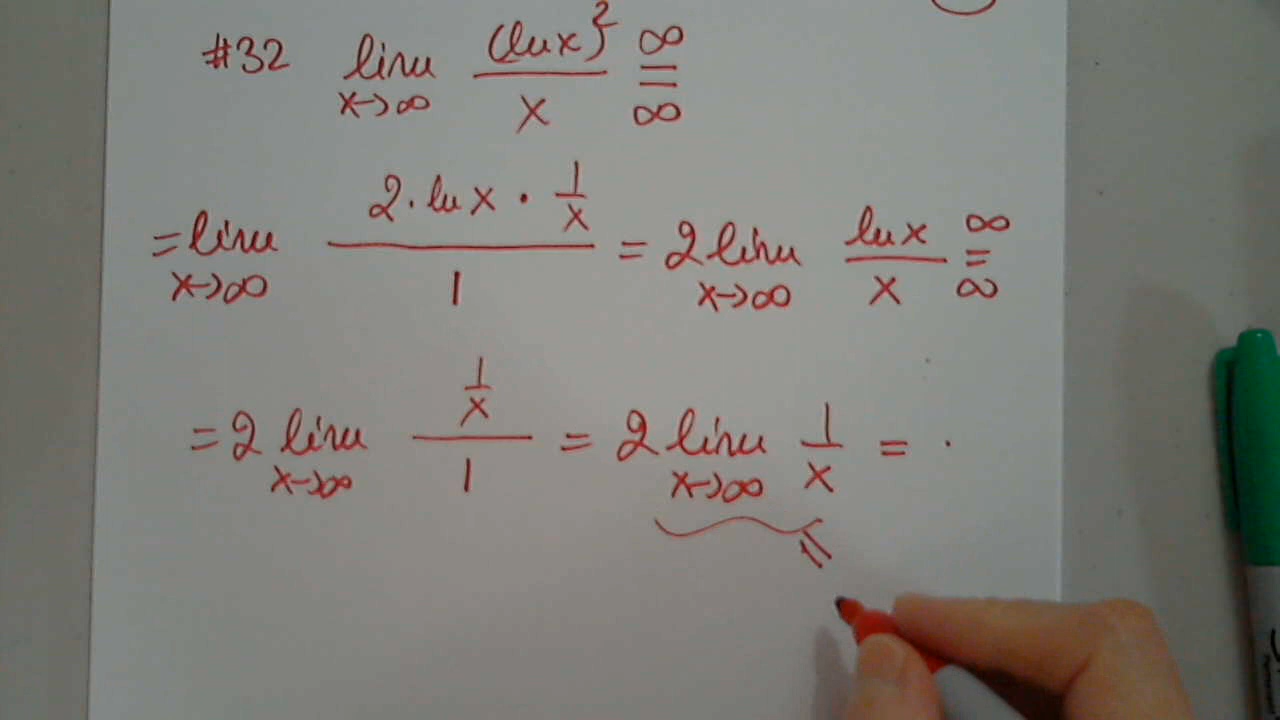 #32 lim x→∞ (ln x)² / x = ∞/∞
= lim x→∞ (2 · ln x · 1/x) / 1 = 2 lim x→∞ ln x / x = ∞/∞
= 2 lim x→∞ (1/x) / 1 = 2 lim x→∞ 1/x = ·
=